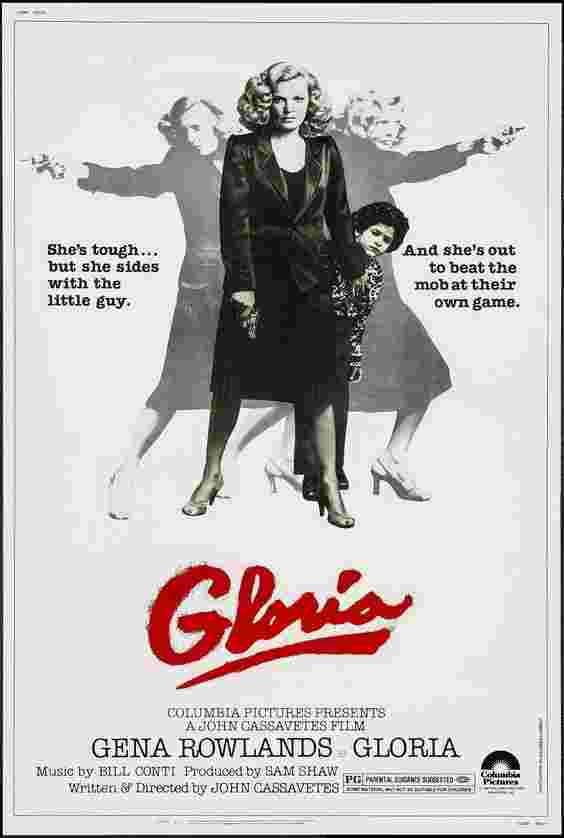 She's tough...
but she sides
with the
little guy.
And she's out
to beat the
mob at their
own game.
Gloria
COLUMBIA PICTURES PRESENTS
A JOHN CASSAVETES FILM
GENA ROWLANDS IS GLORIA
Music by BILL CONTI Produced by SAM SHAW
Written & Directed by JOHN CASSAVETES
PG PARENTAL GUIDANCE SUGGESTED
SOME MATERIAL MAY NOT BE SUITABLE FOR CHILDREN
Columbia
Pictures